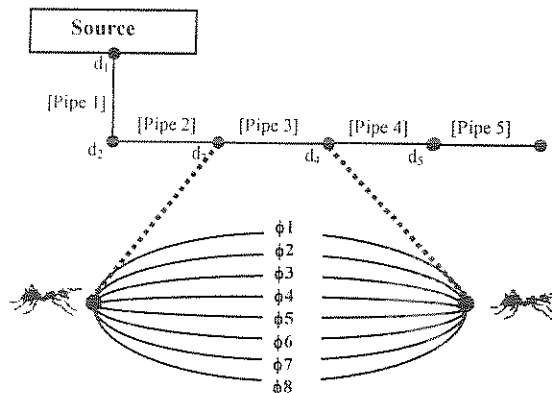 Source
d₁
[Pipe 1]
[Pipe 2] [Pipe 3] [Pipe 4] [Pipe 5]
d₂ d₃ d₄ d₅
ϕ1
ϕ2
ϕ3
ϕ4
ϕ5
ϕ6
ϕ7
ϕ8